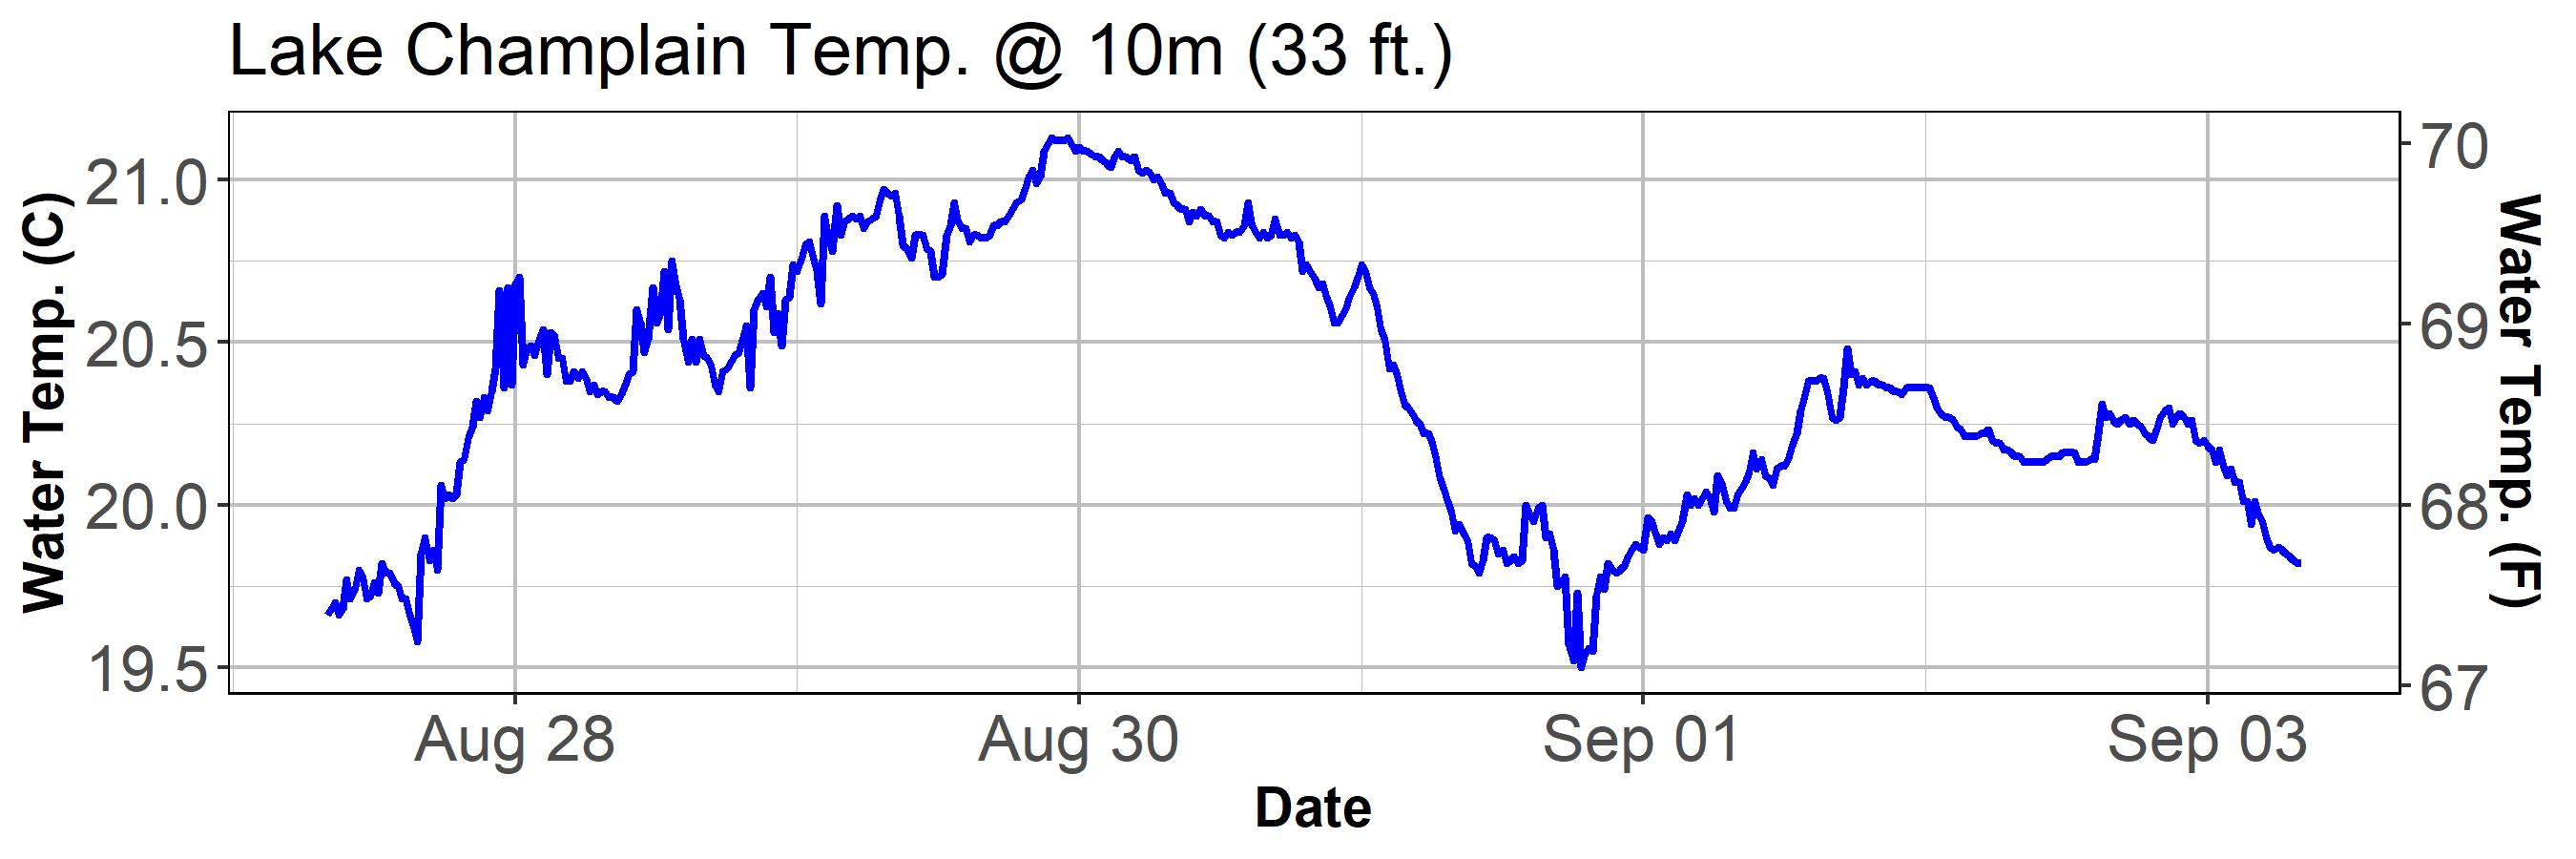 Lake Champlain Temp. @ 10m (33 ft.)
Water Temp. (C)
21.0
20.5
20.0
19.5
70
69
68
67
Water Temp. (F)
Aug 28
Aug 30
Sep 01
Sep 03
Date